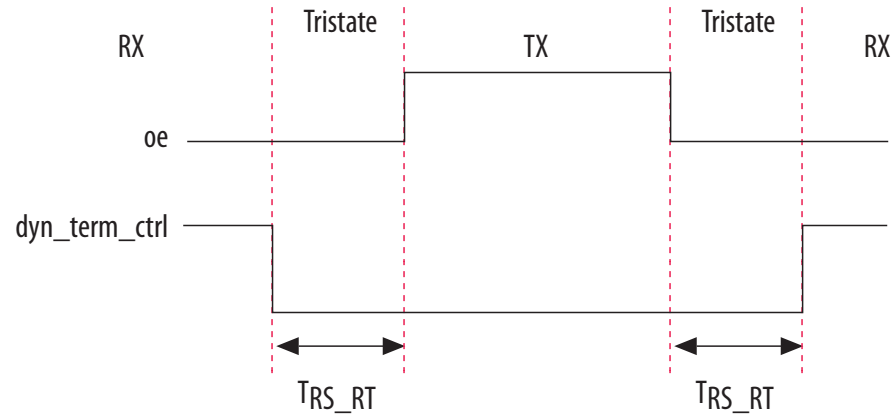 Tristate
Tristate
RX
TX
RX
oe
dyn_term_ctrl
TRS_RT
TRS_RT